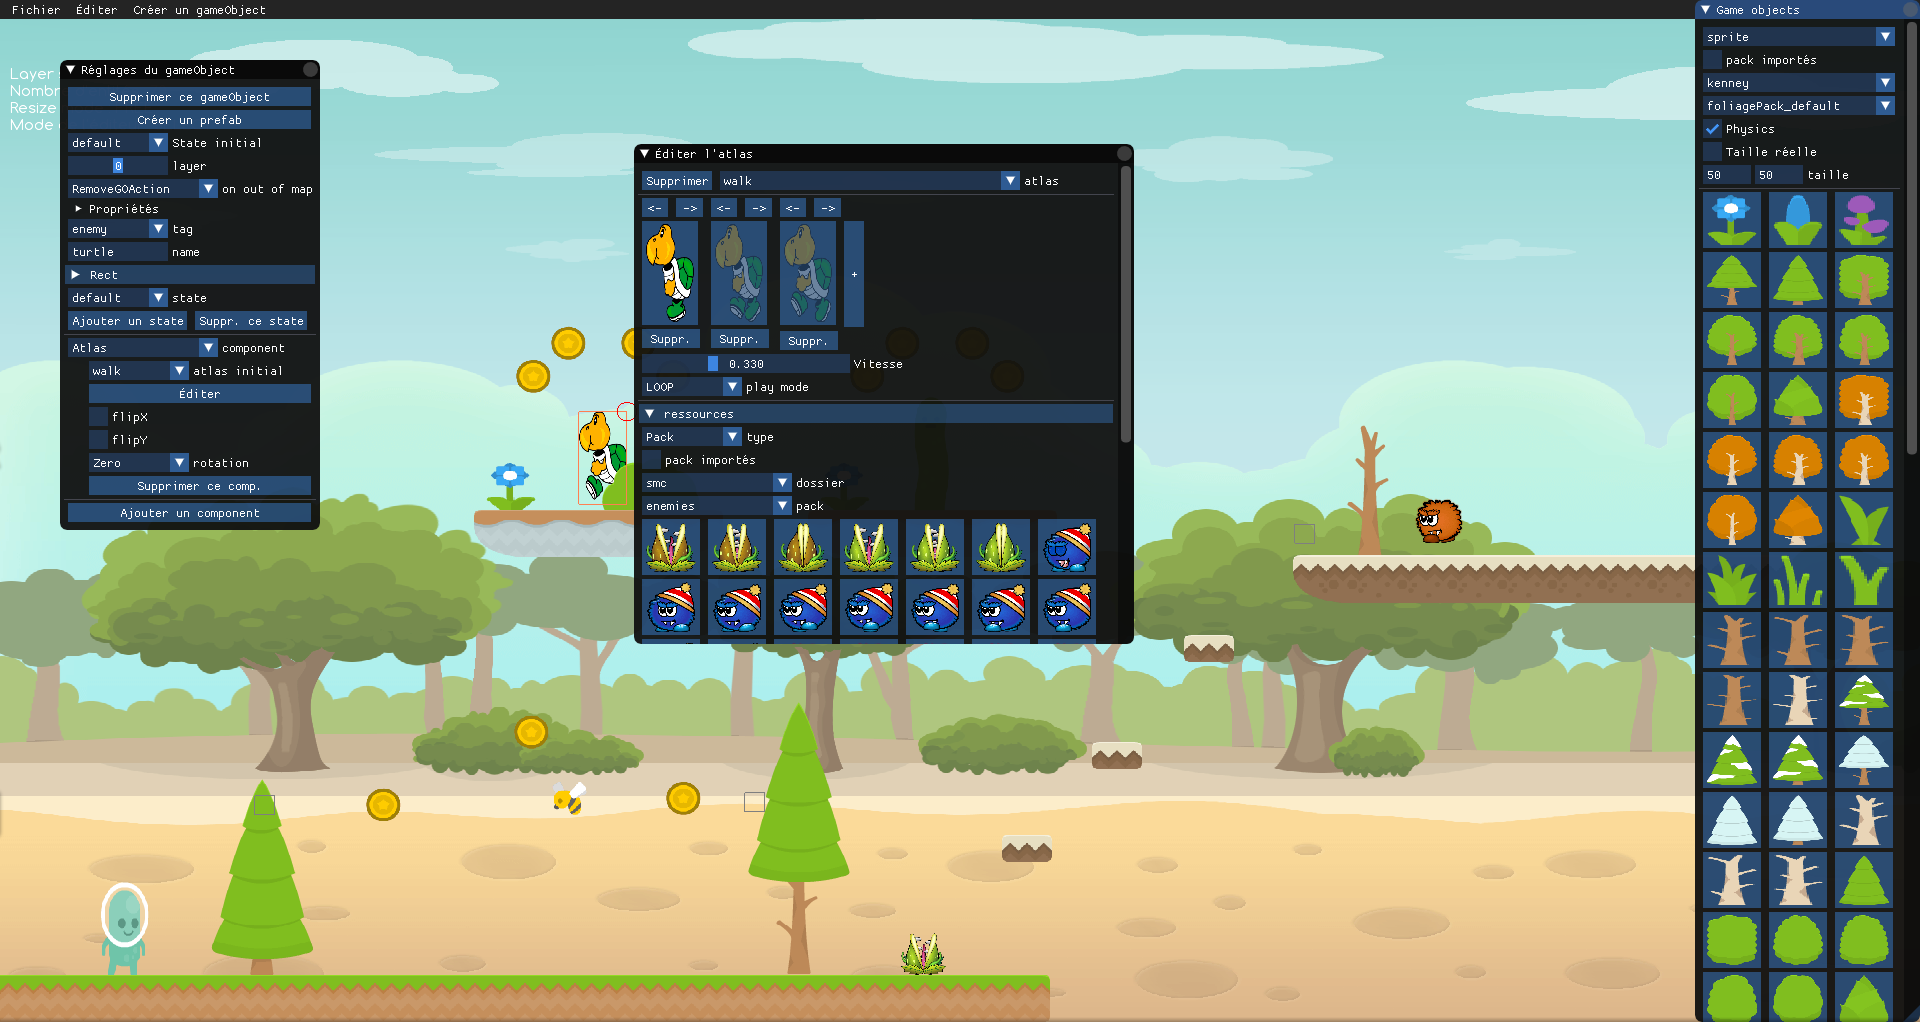 Fichier Éditer Créer un gameObject
Layer
Nombr
Resize
Mode
Réglages du gameObject
Supprimer ce gameObject
Créer un prefab
default State initial
0 layer
RemoveGOAction on out of map
Propriétés
enemy tag
turtle name
Rect
default state
Ajouter un state Suppr. ce state
Atlas component
walk atlas initial
Éditer
flipX
flipY
Zero rotation
Supprimer ce comp.
Ajouter un component
Éditer l'atlas
Supprimer walk atlas
<- -> <- -> <- ->
+
Suppr. Suppr. Suppr.
0.330 Vitesse
LOOP play mode
ressources
Pack type
pack importés
smc dossier
enemies pack
Game objects
sprite
pack importés
kenney
foliagePack_default
Physics
Taille réelle
50 50 taille